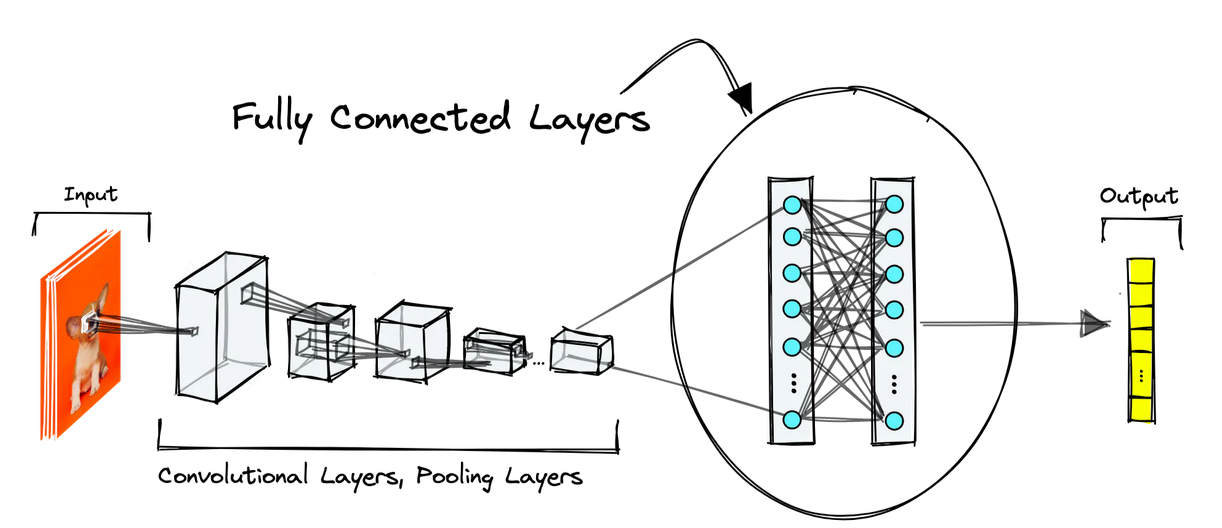 Fully Connected Layers
Input
Output
Convolutional Layers, Pooling Layers